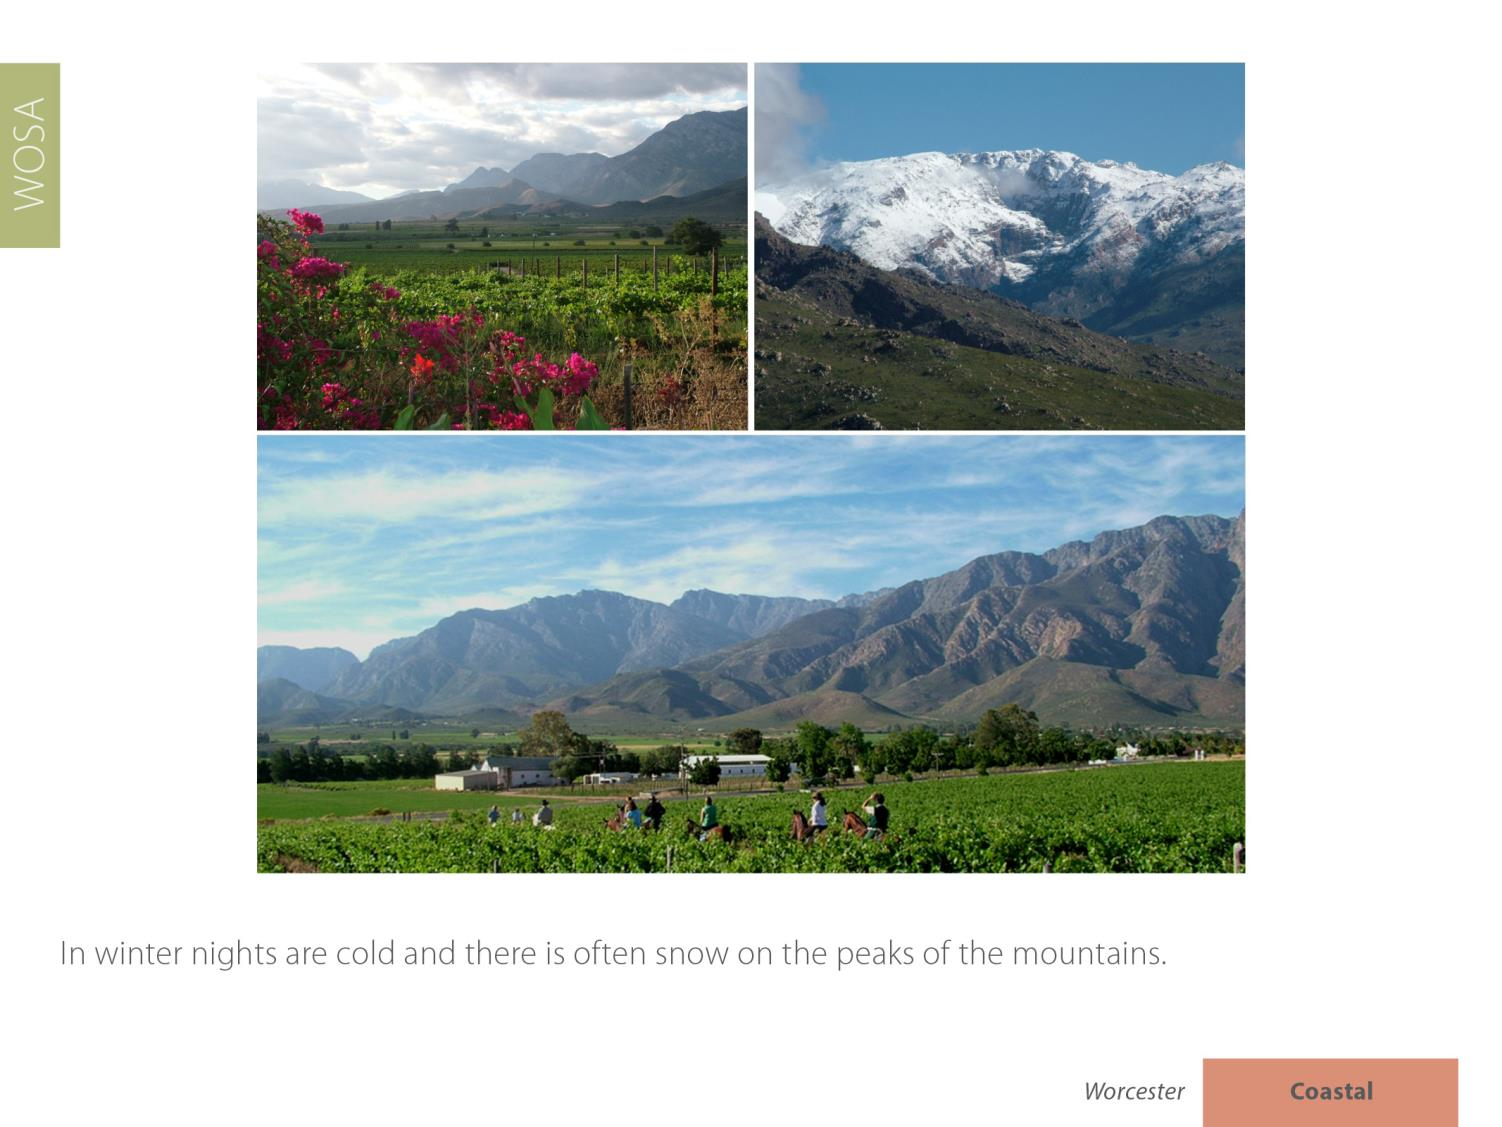 WOSA
In winter nights are cold and there is often snow on the peaks of the mountains.
Worcester
Coastal